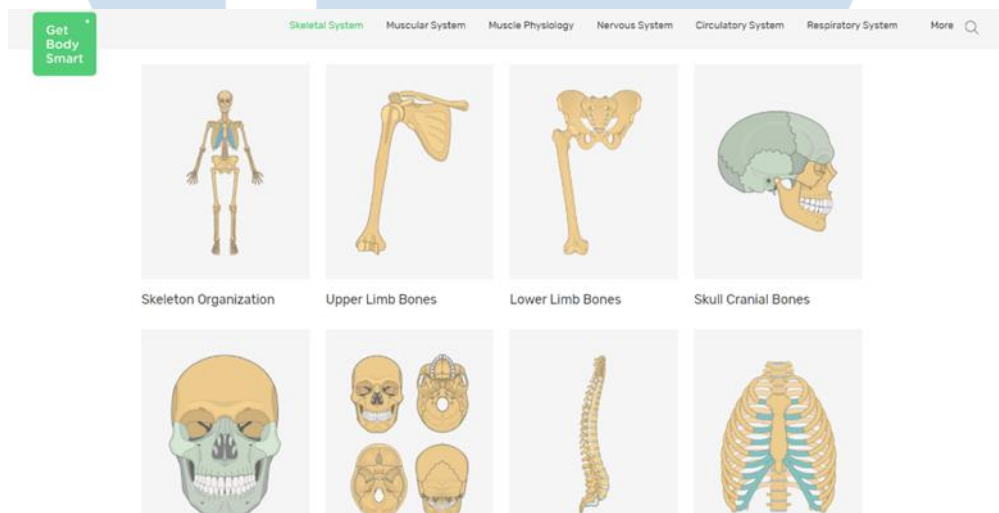 Get
Body
Smart
Skeletal System Muscular System Muscle Physiology Nervous System Circulatory System Respiratory System More
Skeleton Organization Upper Limb Bones Lower Limb Bones Skull Cranial Bones